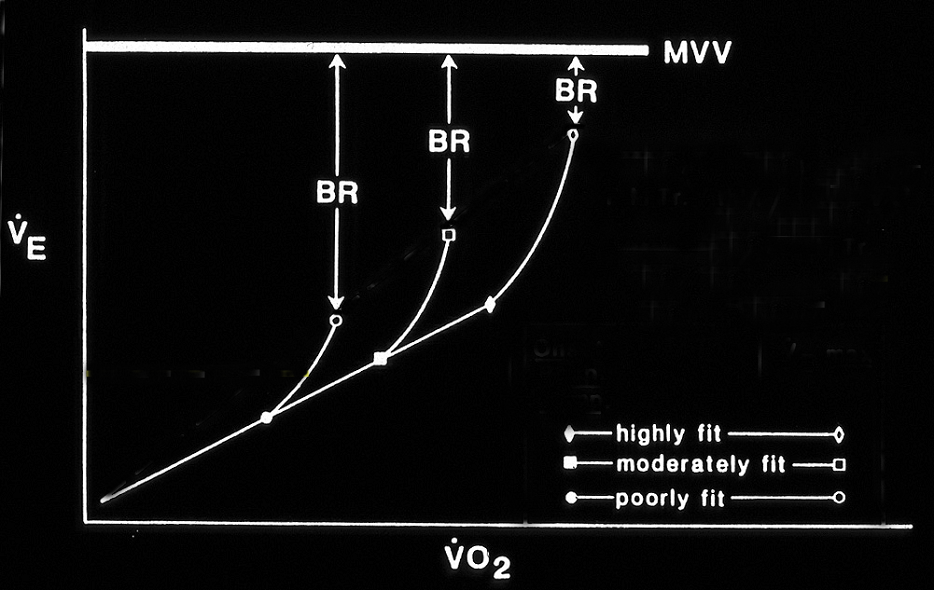 MVV
BR
BR
BR
V̇E
highly fit
moderately fit
poorly fit
V̇O2